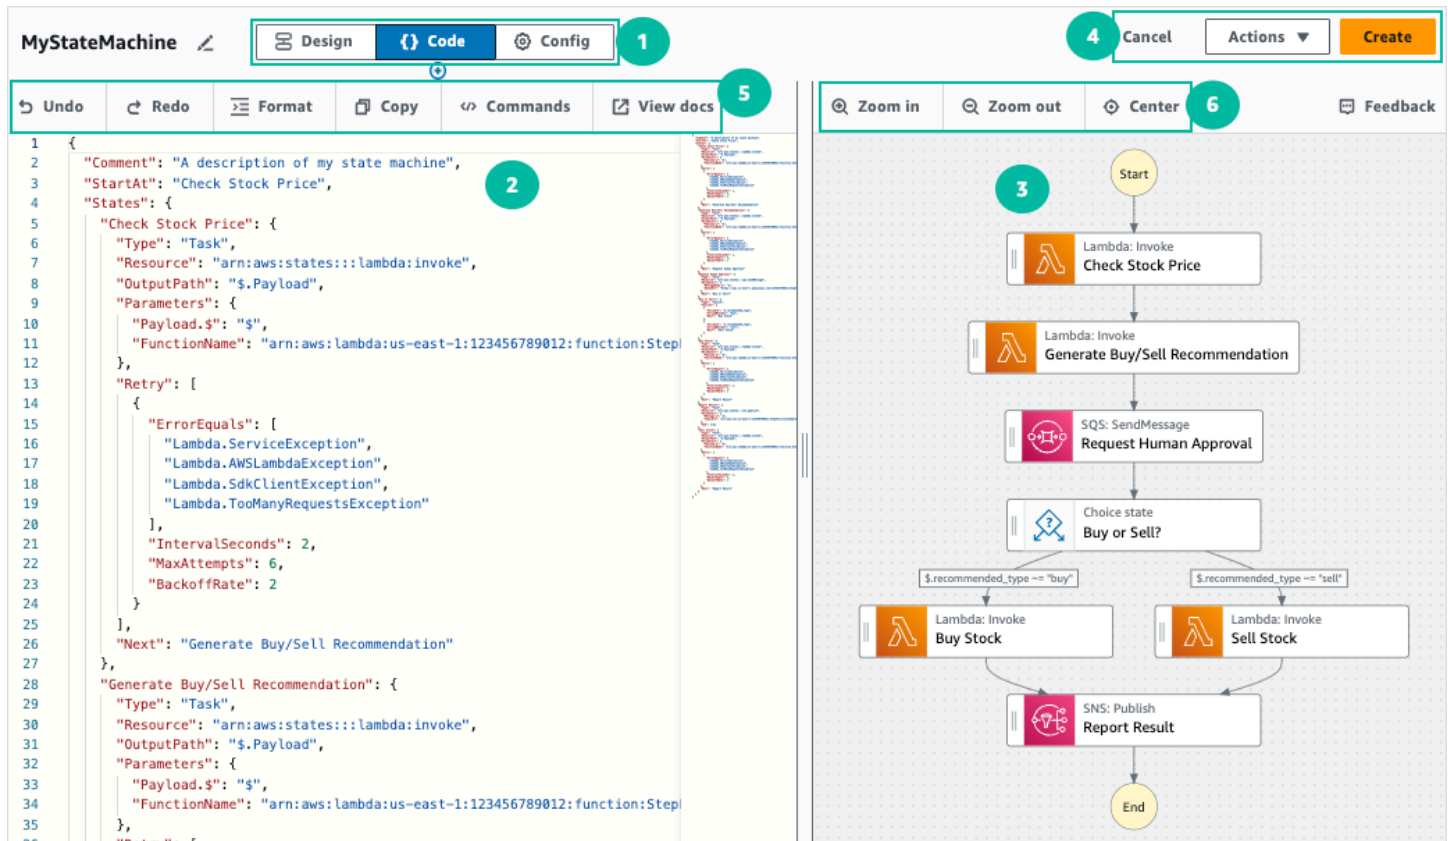 MyStateMachine
Design
Code
Config
1
4
Cancel
Actions
Create
Undo
Redo
Format
Copy
Commands
View docs
5
Zoom in
Zoom out
Center
6
Feedback
1 {
2 "Comment": "A description of my state machine",
3 "StartAt": "Check Stock Price",
4 "States": {
5 "Check Stock Price": {
6 "Type": "Task",
7 "Resource": "arn:aws:states:::lambda:invoke",
8 "OutputPath": "$.Payload",
9 "Parameters": {
10 "Payload.$": "$",
11 "FunctionName": "arn:aws:lambda:us-east-1:123456789012:function:Step
12 },
13 "Retry": [
14 {
15 "ErrorEquals": [
16 "Lambda.ServiceException",
17 "Lambda.AWSLambdaException",
18 "Lambda.SdkClientException",
19 "Lambda.TooManyRequestsException"
20 ],
21 "IntervalSeconds": 2,
22 "MaxAttempts": 6,
23 "BackoffRate": 2
24 }
25 ],
26 "Next": "Generate Buy/Sell Recommendation"
27 },
28 "Generate Buy/Sell Recommendation": {
29 "Type": "Task",
30 "Resource": "arn:aws:states:::lambda:invoke",
31 "OutputPath": "$.Payload",
32 "Parameters": {
33 "Payload.$": "$",
34 "FunctionName": "arn:aws:lambda:us-east-1:123456789012:function:Step
35 },
2
3
Start
Lambda: Invoke
Check Stock Price
Lambda: Invoke
Generate Buy/Sell Recommendation
SQS: SendMessage
Request Human Approval
Choice state
Buy or Sell?
$.recommended_type ~= "buy"
$.recommended_type ~= "sell"
Lambda: Invoke
Buy Stock
Lambda: Invoke
Sell Stock
SNS: Publish
Report Result
End